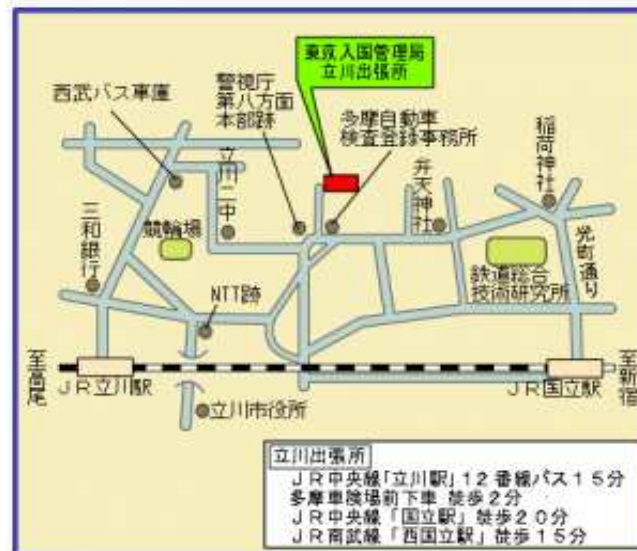 東京入国管理局
立川出張所
西武バス車庫
警視庁
第八方面
本部跡
多摩自動車
検査登録事務所
稲荷神社
立川二中
弁天神社
三和銀行
競輪場
光町通り
鉄道総合
技術研究所
NTT跡
至高尾
JR立川駅
JR国立駅
至新宿
立川市役所
立川出張所
JR中央線「立川駅」12番線バス15分
多摩車検場前下車 徒歩2分
JR中央線「国立駅」徒歩20分
JR南武線「西国立駅」徒歩15分